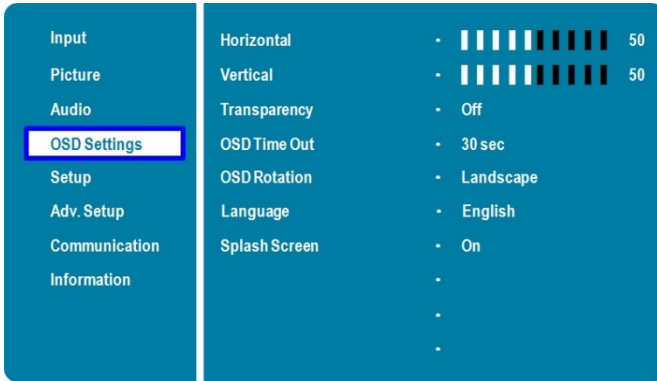 Input
Picture
Audio
OSD Settings
Setup
Adv. Setup
Communication
Information
Horizontal 50
Vertical 50
Transparency Off
OSD Time Out 30 sec
OSD Rotation Landscape
Language English
Splash Screen On